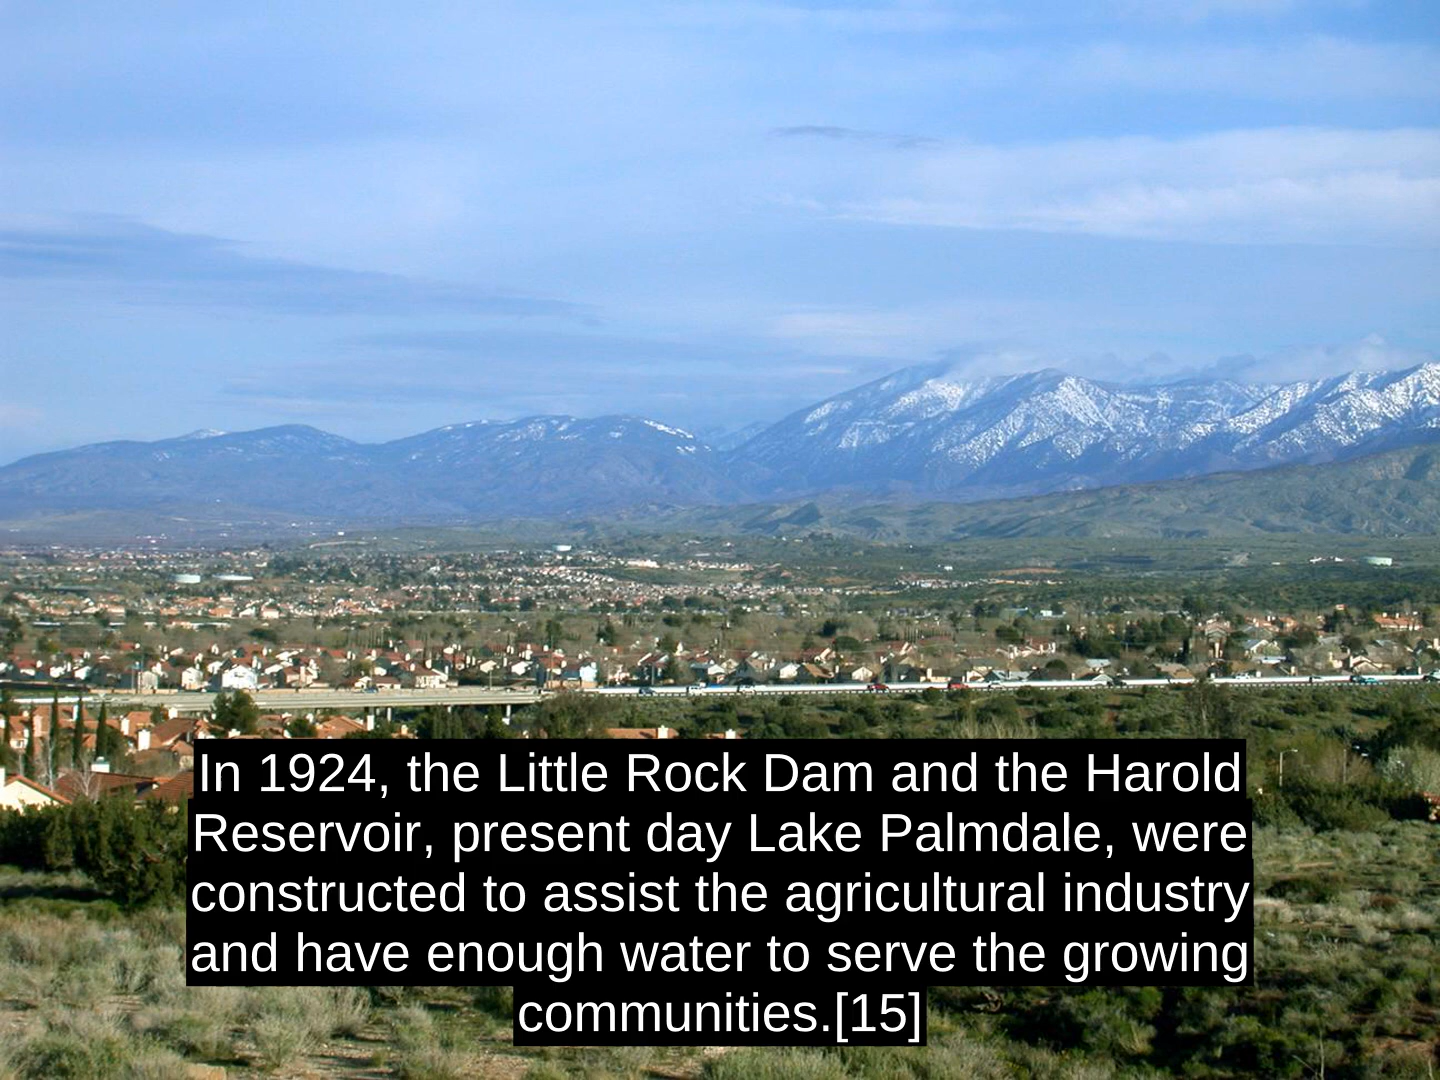 In 1924, the Little Rock Dam and the Harold
Reservoir, present day Lake Palmdale, were
constructed to assist the agricultural industry
and have enough water to serve the growing
communities.[15]